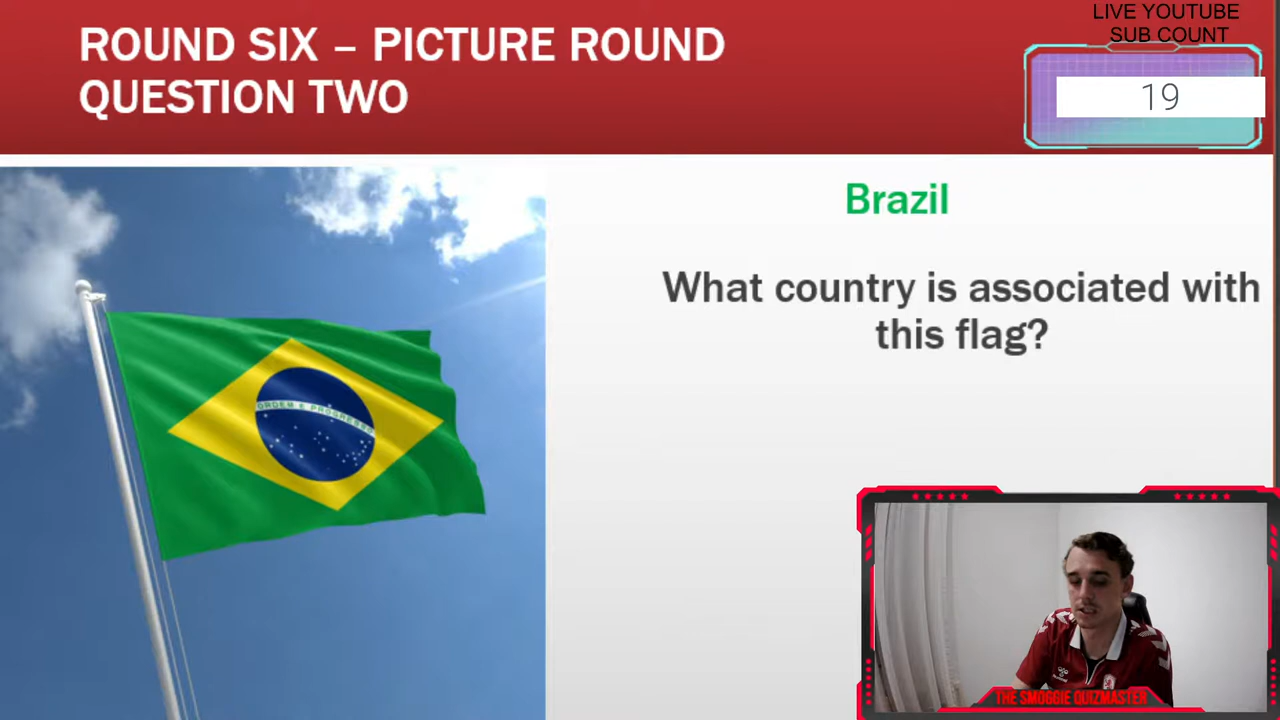 ROUND SIX – PICTURE ROUND
QUESTION TWO
LIVE YOUTUBE
SUB COUNT
19
Brazil
What country is associated with
this flag?
ORDEM E PROGRESSO
THE SMOGGIE QUIZMASTER